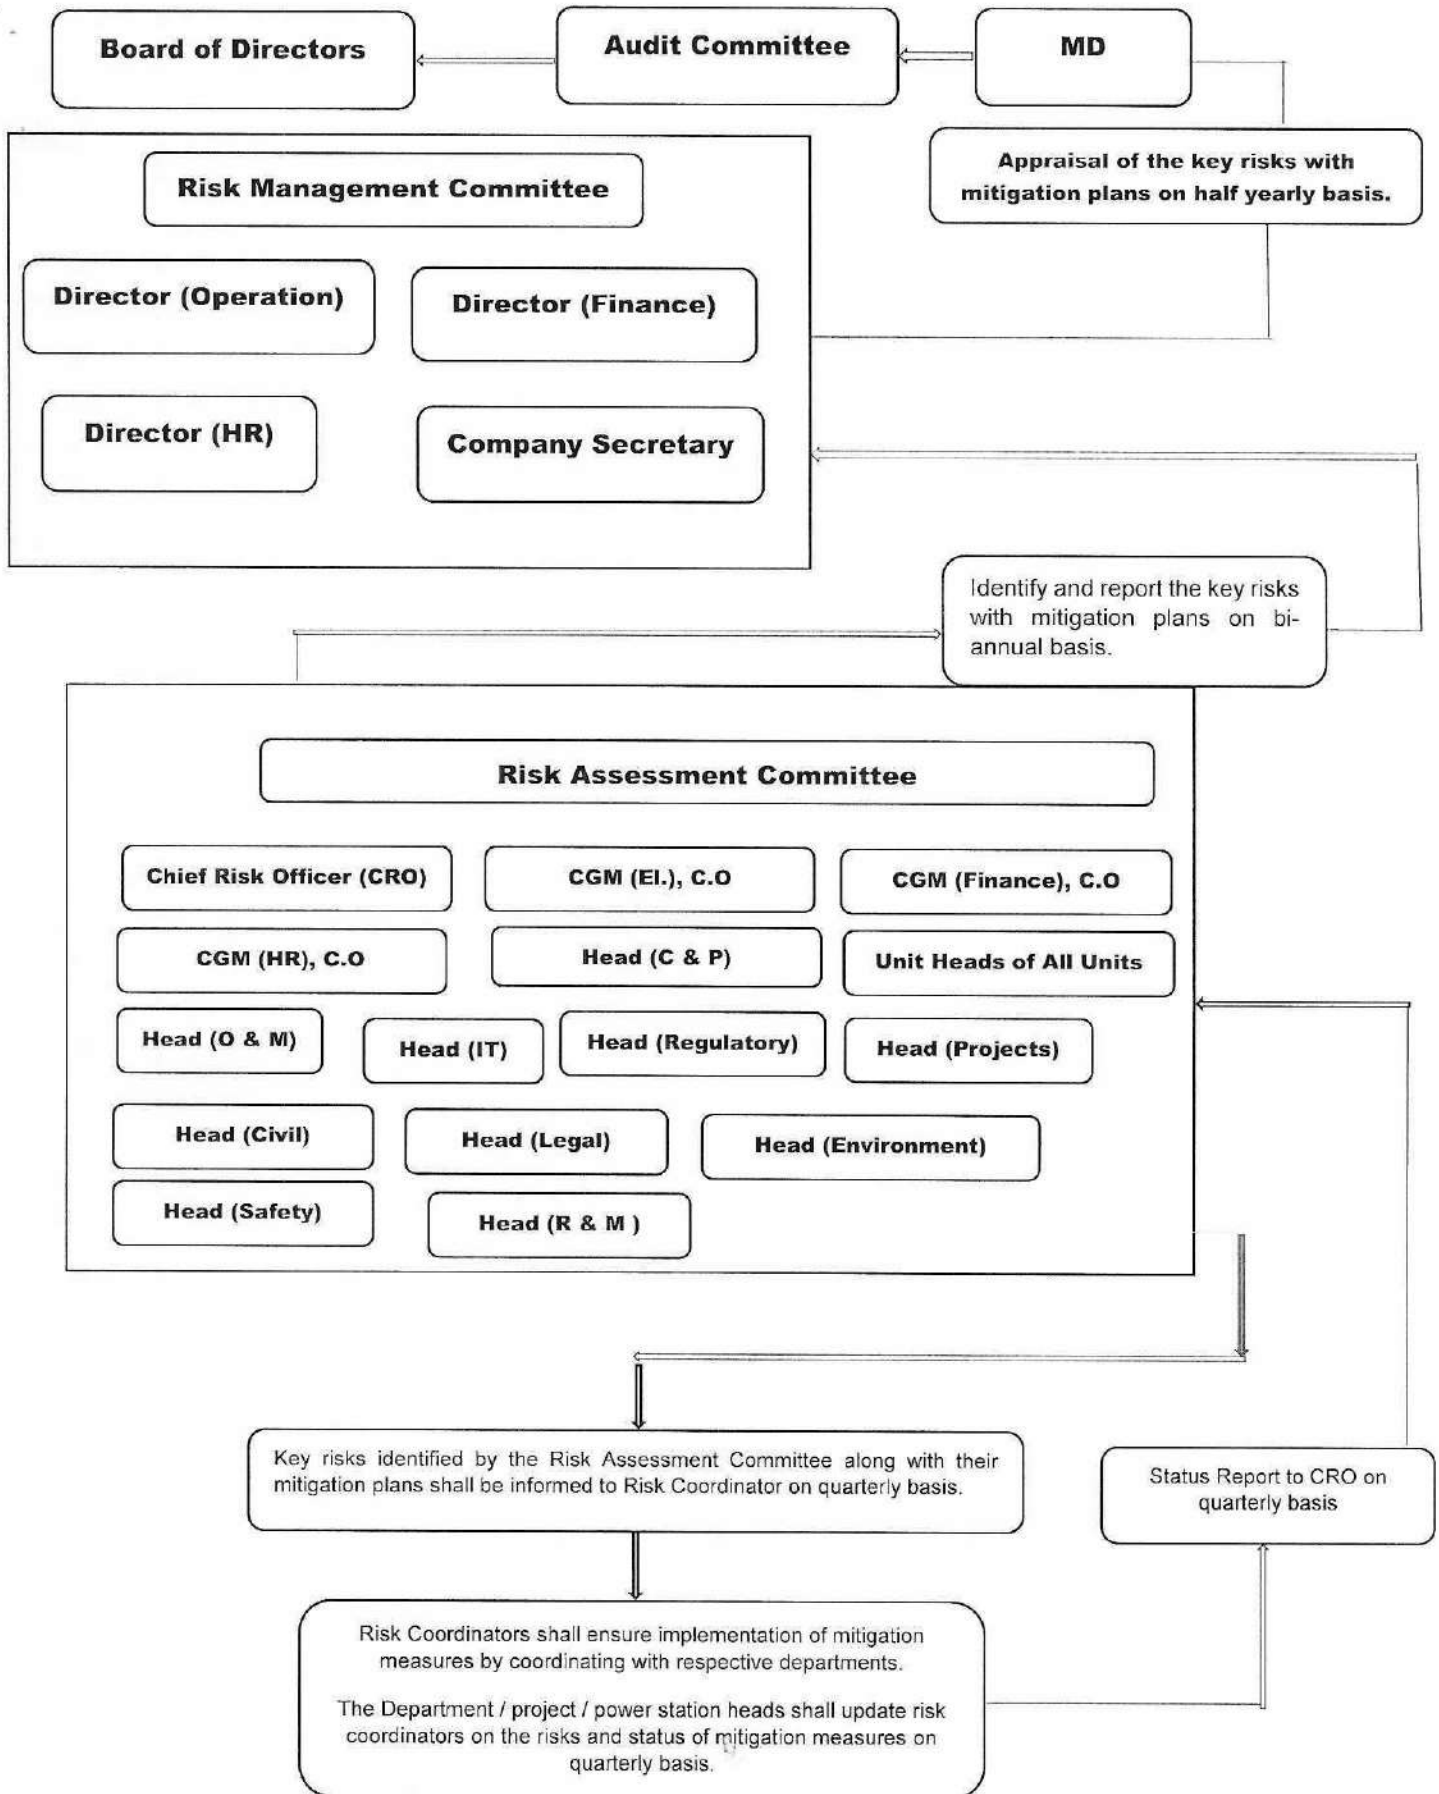 Board of Directors
Audit Committee
MD
Appraisal of the key risks with
mitigation plans on half yearly basis.
Risk Management Committee
Director (Operation)
Director (Finance)
Director (HR)
Company Secretary
Identify and report the key risks
with mitigation plans on bi-
annual basis.
Risk Assessment Committee
Chief Risk Officer (CRO)
CGM (El.), C.O
CGM (Finance), C.O
CGM (HR), C.O
Head (C & P)
Unit Heads of All Units
Head (O & M)
Head (IT)
Head (Regulatory)
Head (Projects)
Head (Civil)
Head (Legal)
Head (Environment)
Head (Safety)
Head (R & M )
Key risks identified by the Risk Assessment Committee along with their
mitigation plans shall be informed to Risk Coordinator on quarterly basis.
Status Report to CRO on
quarterly basis
Risk Coordinators shall ensure implementation of mitigation
measures by coordinating with respective departments.
The Department / project / power station heads shall update risk
coordinators on the risks and status of mitigation measures on
quarterly basis.